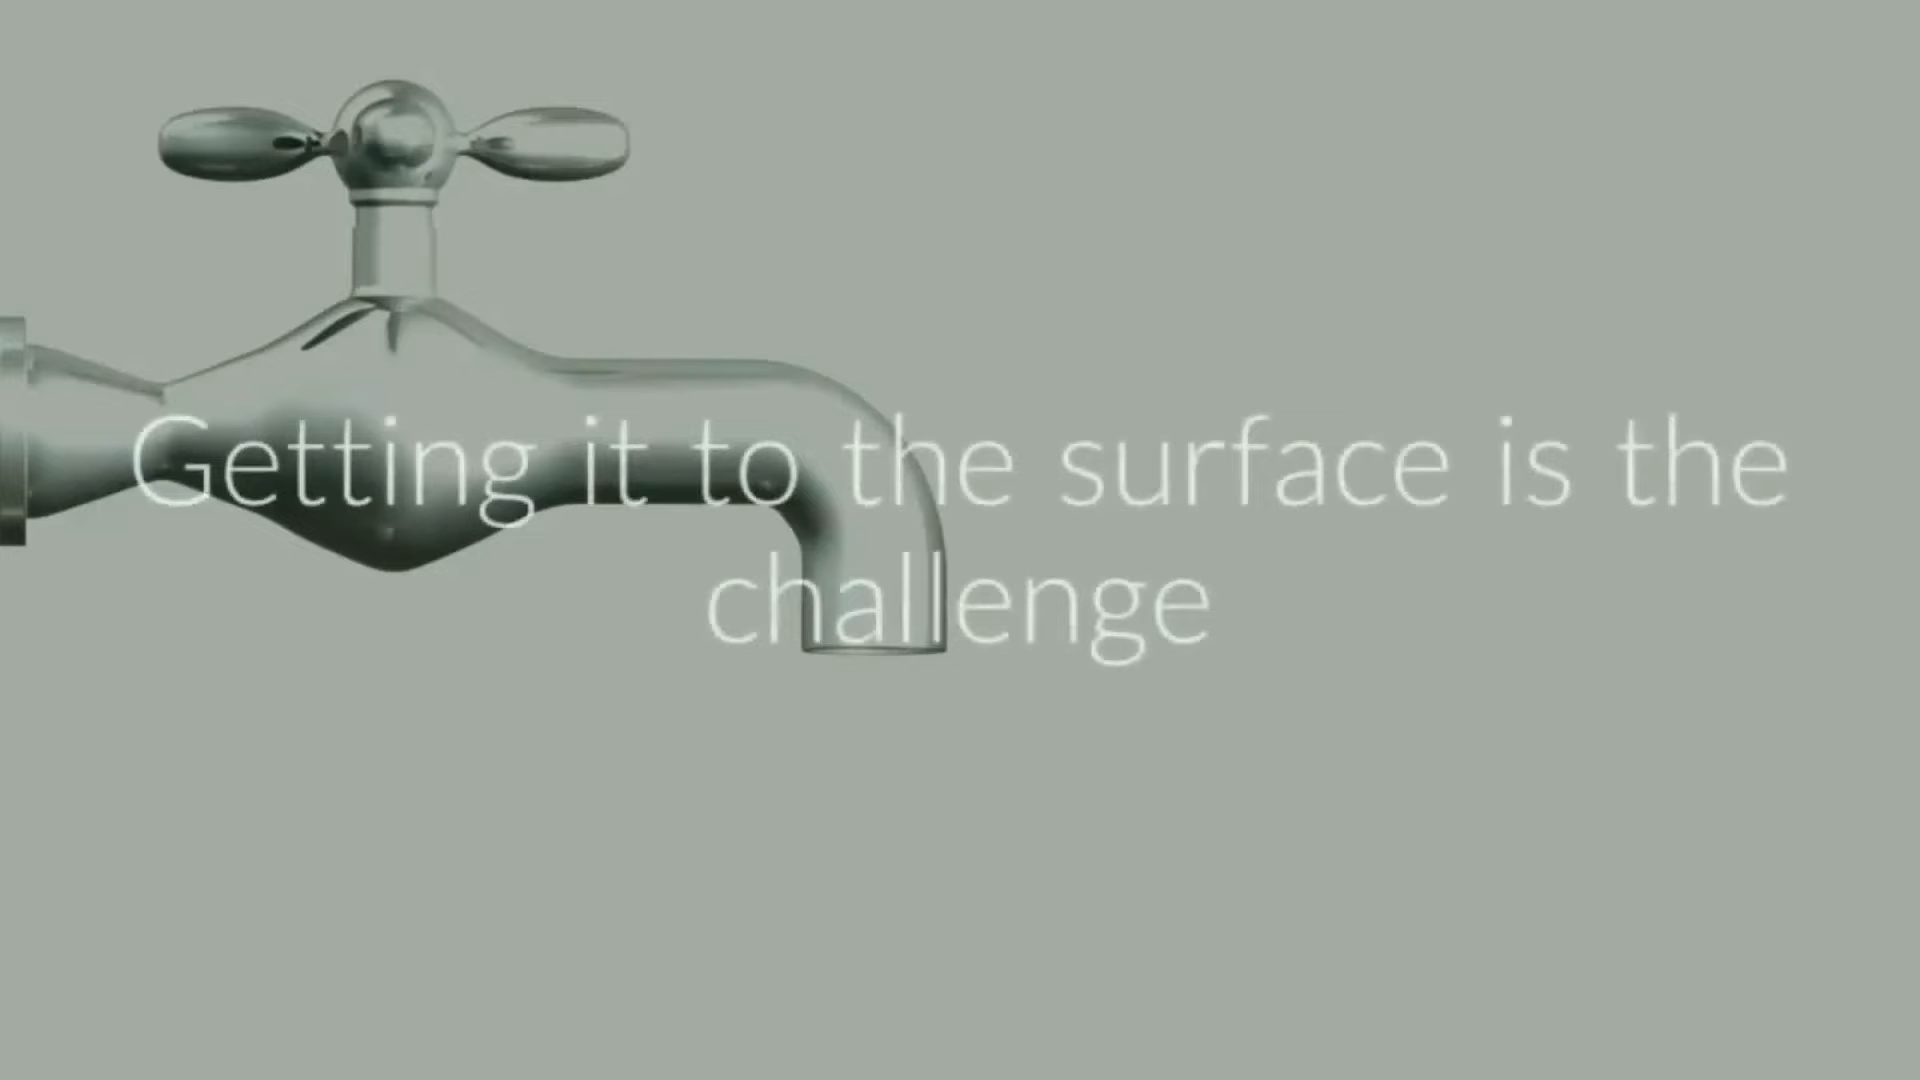 Getting it to the surface is the
challenge